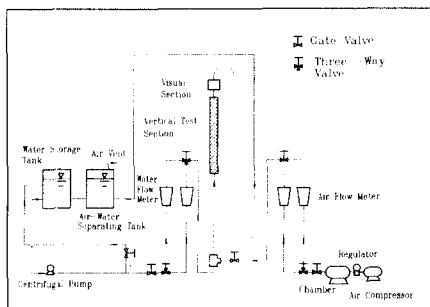 Gate Valve
Three-Way
Valve
Visual
Section
Vertical Test
Section
Water Storage
Tank
Air Vent
Water
Flow
Meter
Air-Water
Separating Tank
Air Flow Meter
Regulator
Chamber
Air Compressor
Centrifugal Pump